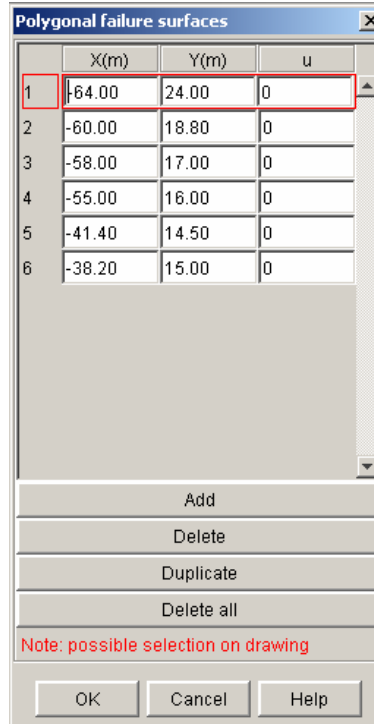 Polygonal failure surfaces
X(m) Y(m) u
1 -64.00 24.00 0
2 -60.00 18.80 0
3 -58.00 17.00 0
4 -55.00 16.00 0
5 -41.40 14.50 0
6 -38.20 15.00 0
Add
Delete
Duplicate
Delete all
Note: possible selection on drawing
OK Cancel Help